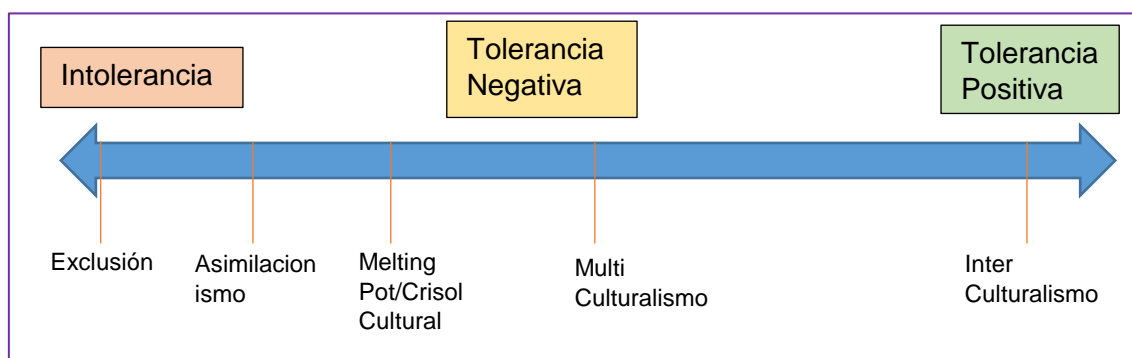 Intolerancia
Tolerancia
Negativa
Tolerancia
Positiva
Exclusión
Asimilacion
ismo
Melting
Pot/Crisol
Cultural
Multi
Culturalismo
Inter
Culturalismo